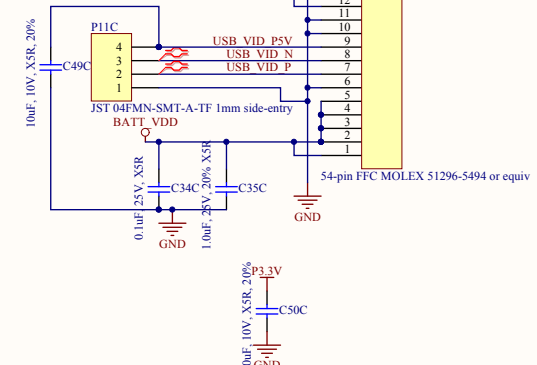 12
11
P11C
10
4
USB_VID_P5V
9
3
USB_VID_N
8
2
USB_VID_P
7
1
6
C49C
10uF, 10V, X5R, 20%
5
JST 04FMN-SMT-A-TF 1mm side-entry
4
BATT_VDD
3
2
1
54-pin FFC MOLEX 51296-5494 or equiv
0.1uF, 25V, X5R
C34C
1.0uF, 25V, 20% X5R
C35C
GND
GND
P3.3V
0uF, 10V, X5R, 20%
C50C
GND